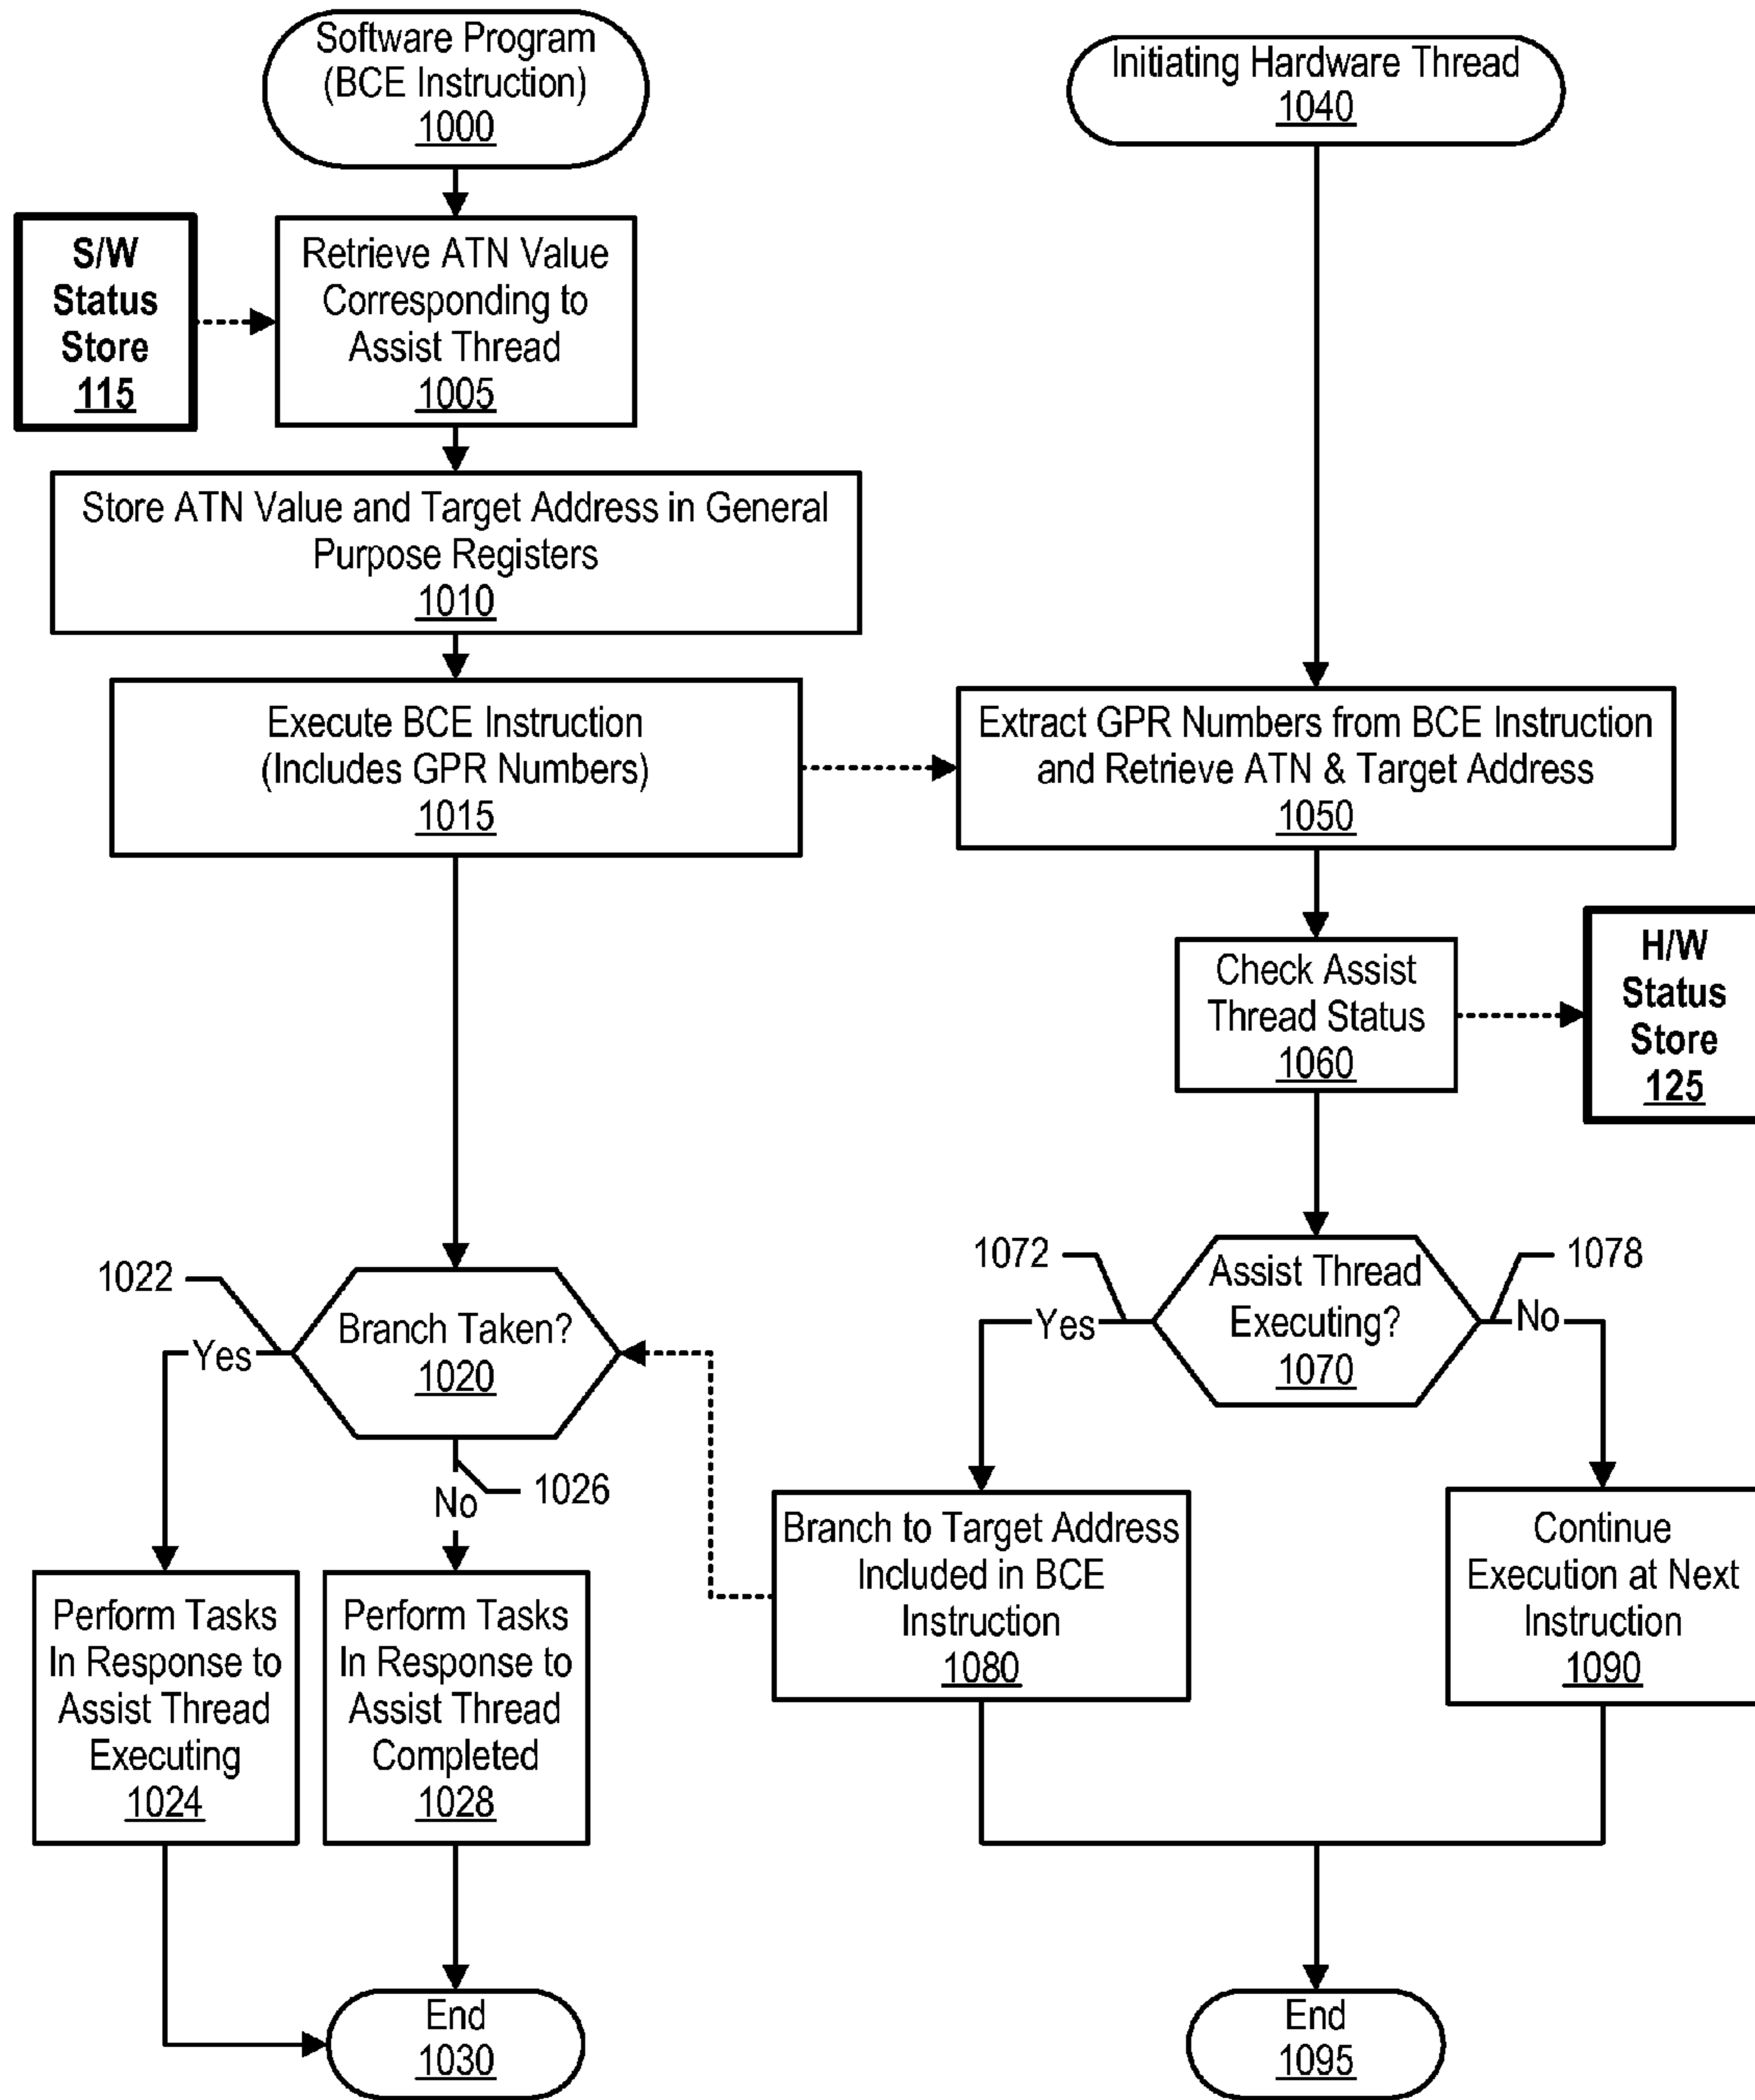 Software Program
(BCE Instruction)
1000
Initiating Hardware Thread
1040
S/W
Status
Store
115
Retrieve ATN Value
Corresponding to
Assist Thread
1005
Store ATN Value and Target Address in General
Purpose Registers
1010
Execute BCE Instruction
(Includes GPR Numbers)
1015
Extract GPR Numbers from BCE Instruction
and Retrieve ATN & Target Address
1050
Check Assist
Thread Status
1060
H/W
Status
Store
125
1022
Branch Taken?
1020
Yes
No
1026
1072
Assist Thread
Executing?
1070
1078
Yes
No
Perform Tasks
In Response to
Assist Thread
Executing
1024
Perform Tasks
In Response to
Assist Thread
Completed
1028
Branch to Target Address
Included in BCE
Instruction
1080
Continue
Execution at Next
Instruction
1090
End
1030
End
1095